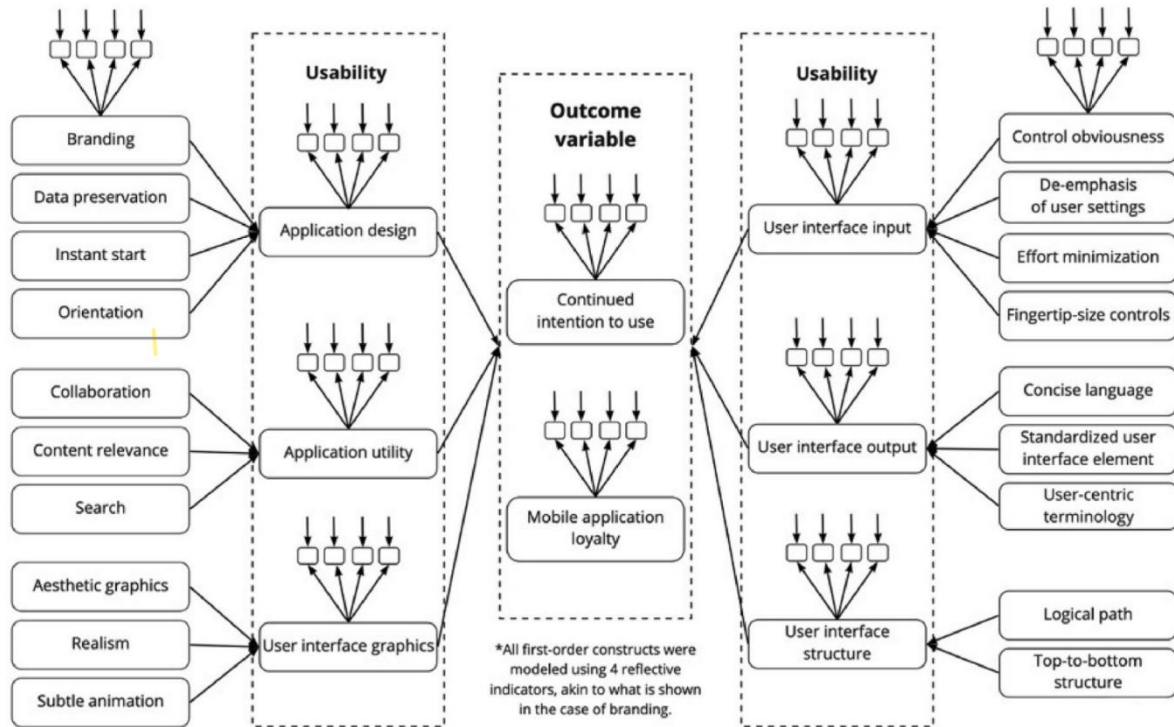 Usability
Outcome
variable
Usability
Branding
Data preservation
Instant start
Orientation
Application design
Collaboration
Content relevance
Search
Application utility
Aesthetic graphics
Realism
Subtle animation
User interface graphics
Continued
intention to use
Mobile application
loyalty
*All first-order constructs were
modeled using 4 reflective
indicators, akin to what is shown
in the case of branding.
User interface input
Control obviousness
De-emphasis
of user settings
Effort minimization
Fingertip-size controls
User interface output
Concise language
Standardized user
interface element
User-centric
terminology
User interface
structure
Logical path
Top-to-bottom
structure